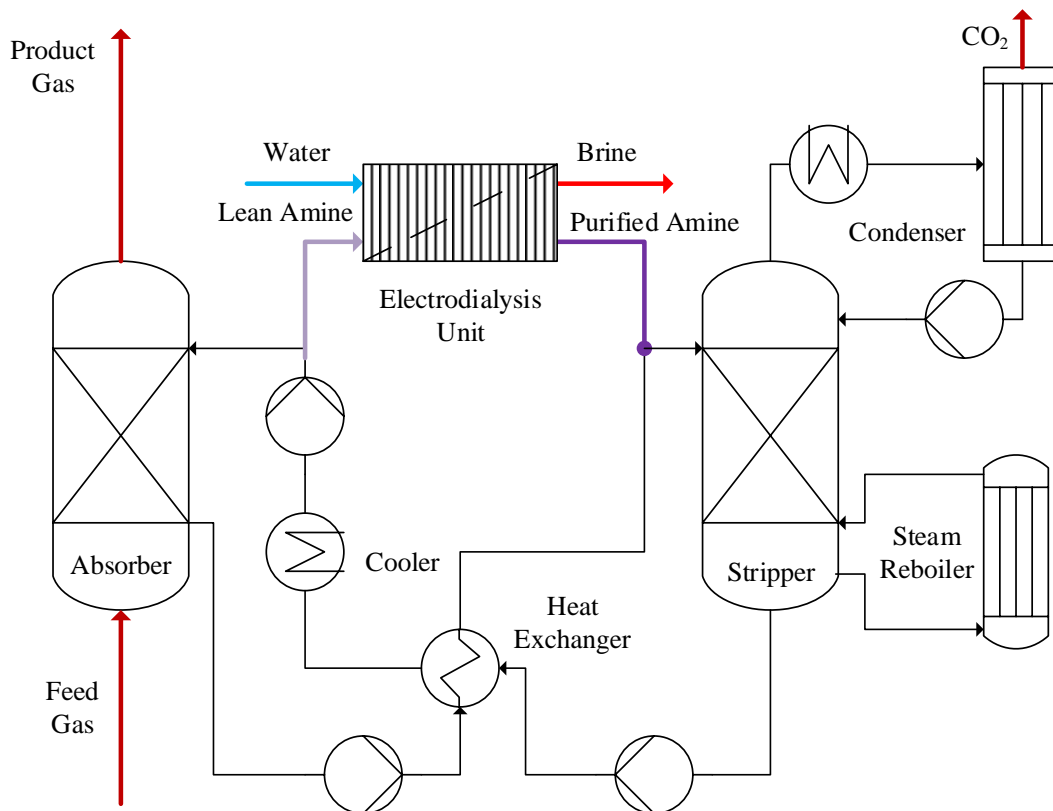 Product
Gas
CO₂
Water
Brine
Lean Amine
Purified Amine
Condenser
Electrodialysis
Unit
Absorber
Cooler
Stripper
Steam
Reboiler
Heat
Exchanger
Feed
Gas